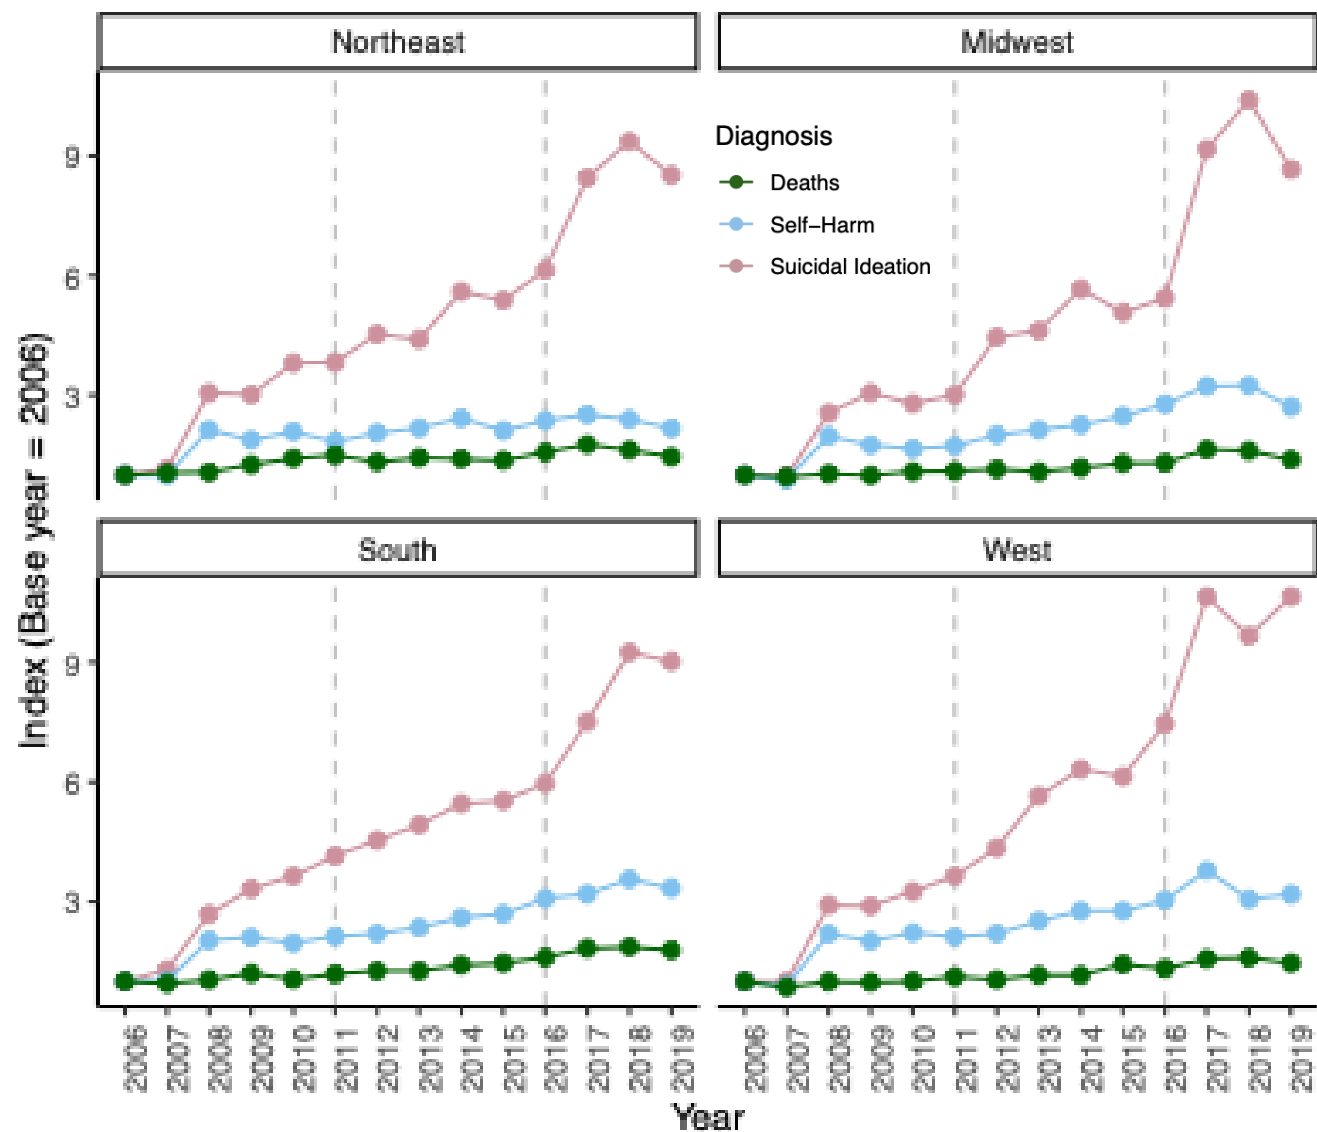 Northeast
Midwest
Diagnosis
Deaths
Self-Harm
Suicidal Ideation
9
6
3
Index (Base year = 2006)
South
West
9
6
3
2006 2007 2008 2009 2010 2011 2012 2013 2014 2015 2016 2017 2018 2019
2006 2007 2008 2009 2010 2011 2012 2013 2014 2015 2016 2017 2018 2019
Year